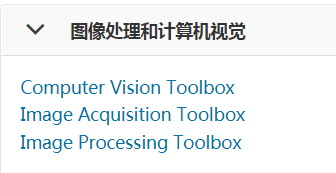 图像处理和计算机视觉
Computer Vision Toolbox
Image Acquisition Toolbox
Image Processing Toolbox